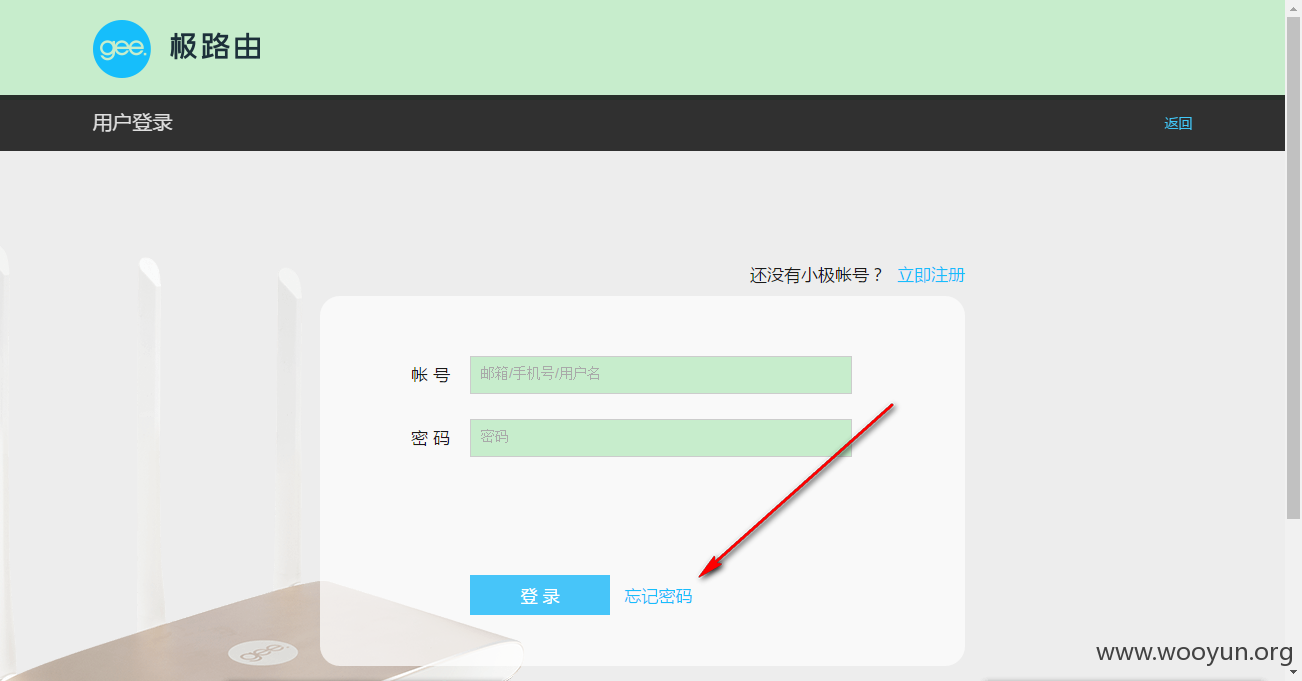 gee. 极路由
用户登录 返回
还没有小极帐号？ 立即注册
帐 号 邮箱/手机号/用户名
密 码 密码
登 录 忘记密码
gee.
www.wooyun.org